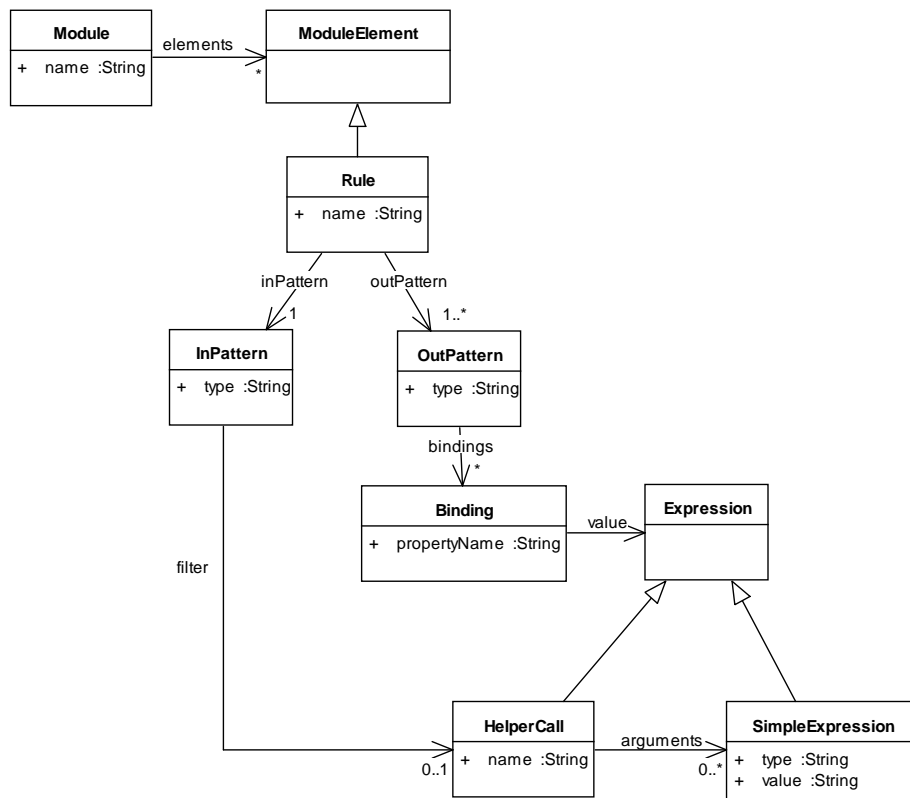 Module
+ name :String
elements
*
ModuleElement
Rule
+ name :String
inPattern
1
outPattern
1..*
InPattern
+ type :String
OutPattern
+ type :String
bindings
*
Binding
+ propertyName :String
value
Expression
filter
0..1
HelperCall
+ name :String
arguments
0..*
SimpleExpression
+ type :String
+ value :String